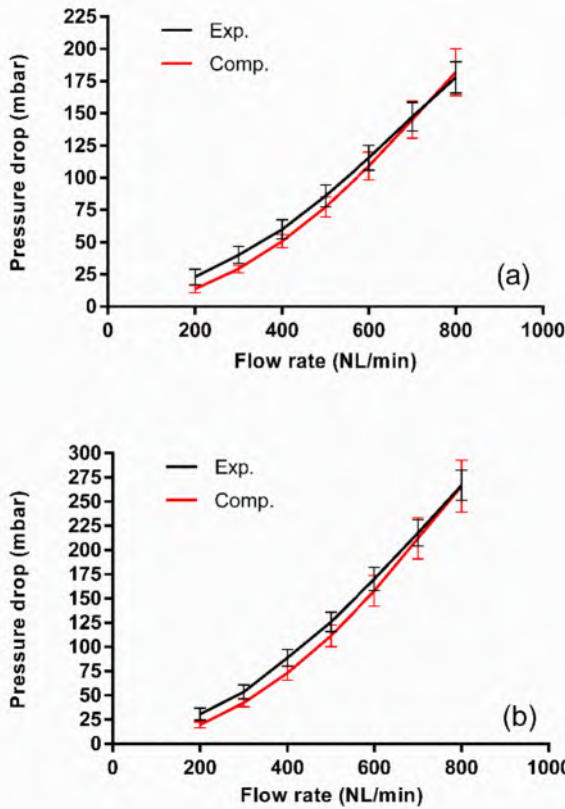 Pressure drop (mbar)
225
200
175
150
125
100
75
50
25
0
Exp.
Comp.
(a)
0 200 400 600 800 1000
Flow rate (NL/min)
Pressure drop (mbar)
300
275
250
225
200
175
150
125
100
75
50
25
0
Exp.
Comp.
(b)
0 200 400 600 800 1000
Flow rate (NL/min)